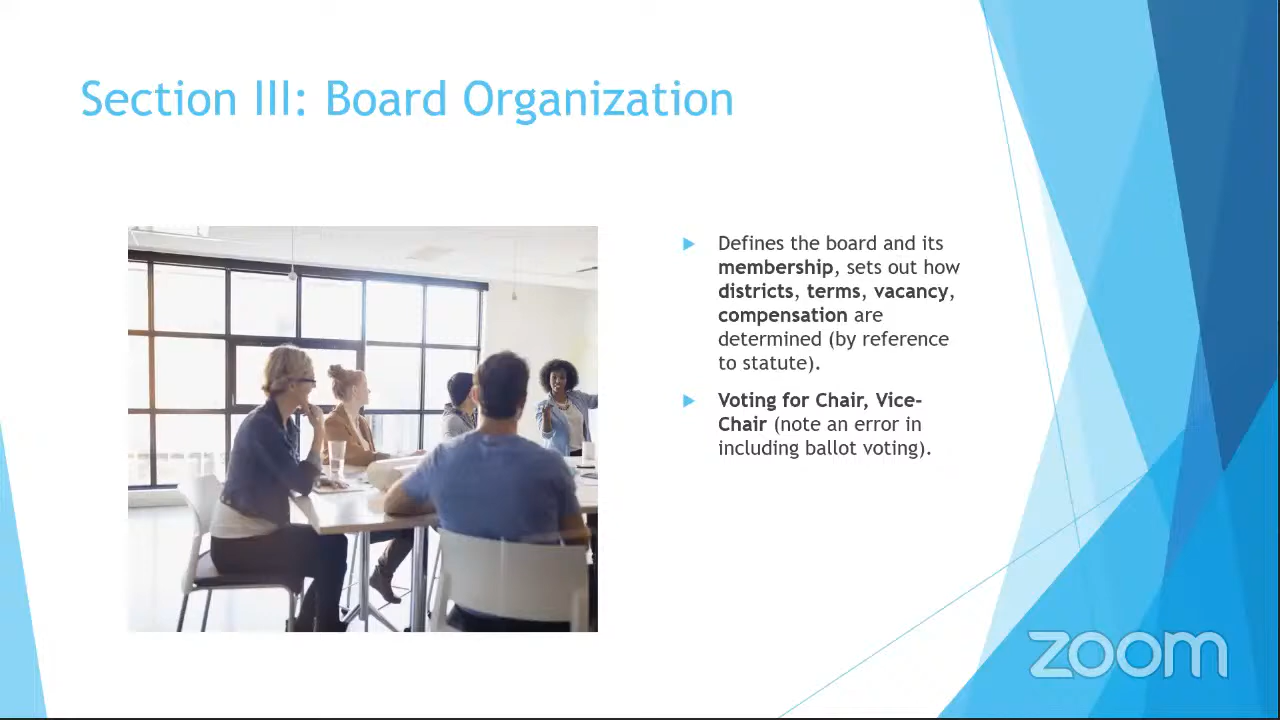 Section III: Board Organization
Defines the board and its
membership, sets out how
districts, terms, vacancy,
compensation are
determined (by reference
to statute).
Voting for Chair, Vice-
Chair (note an error in
including ballot voting).
zoom